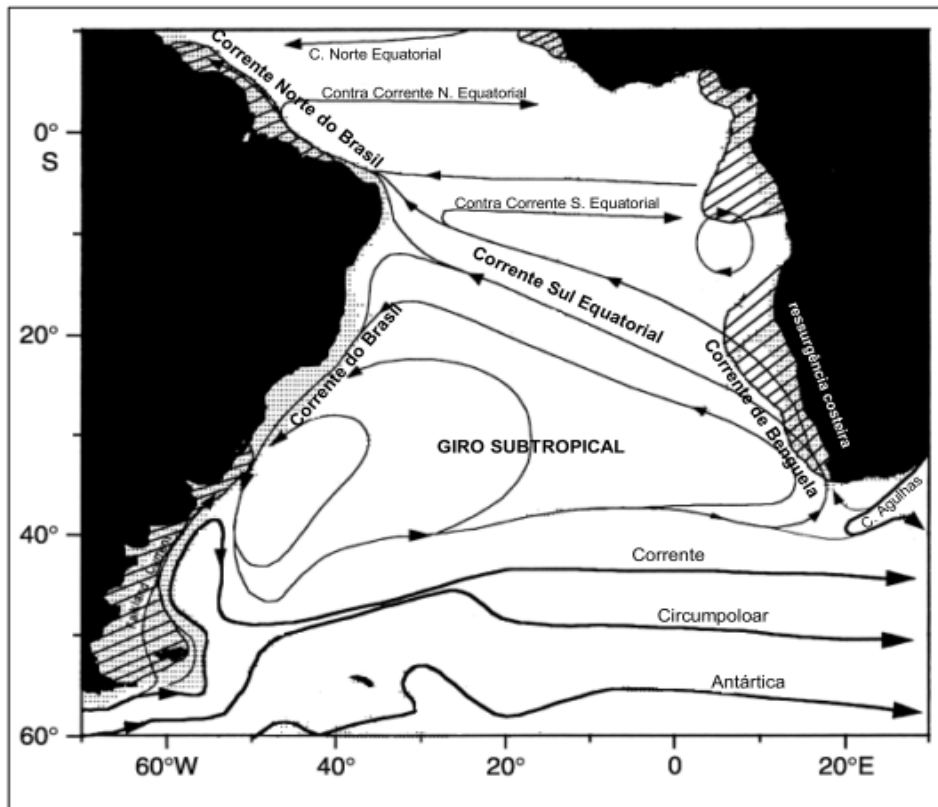 C. Norte Equatorial
Corrente Norte do Brasil
Contra Corrente N. Equatorial
0°
S
Contra Corrente S. Equatorial
Corrente Sul Equatorial
20°
Corrente do Brasil
Corrente de Benguela
ressurgência costeira
GIRO SUBTROPICAL
C. Agulhas
40°
Corrente
Circumpoloar
Antártica
60°
60°W
40°
20°
0
20°E